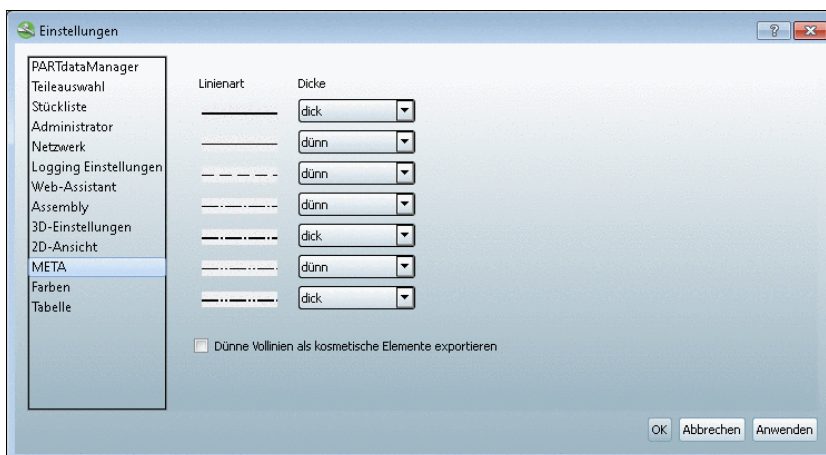 Einstellungen
PARTdataManager
Teileauswahl
Stückliste
Administrator
Netzwerk
Logging Einstellungen
Web-Assistant
Assembly
3D-Einstellungen
2D-Ansicht
META
Farben
Tabelle
Linienart Dicke
dick
dünn
dünn
dünn
dick
dünn
dick
Dünne Vollinien als kosmetische Elemente exportieren
OK Abbrechen Anwenden